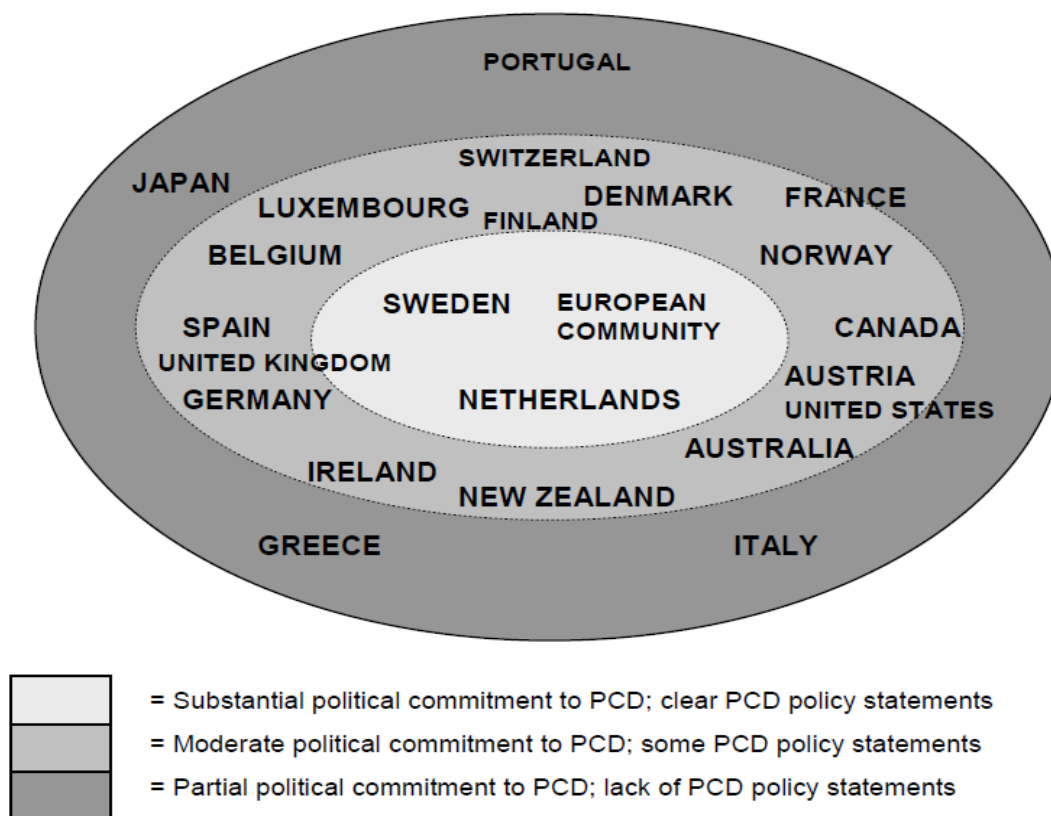 PORTUGAL
SWITZERLAND
JAPAN
DENMARK
FRANCE
LUXEMBOURG
FINLAND
BELGIUM
NORWAY
SWEDEN
EUROPEAN
COMMUNITY
SPAIN
CANADA
UNITED KINGDOM
AUSTRIA
GERMANY
NETHERLANDS
UNITED STATES
AUSTRALIA
IRELAND
NEW ZEALAND
GREECE
ITALY
= Substantial political commitment to PCD; clear PCD policy statements
= Moderate political commitment to PCD; some PCD policy statements
= Partial political commitment to PCD; lack of PCD policy statements